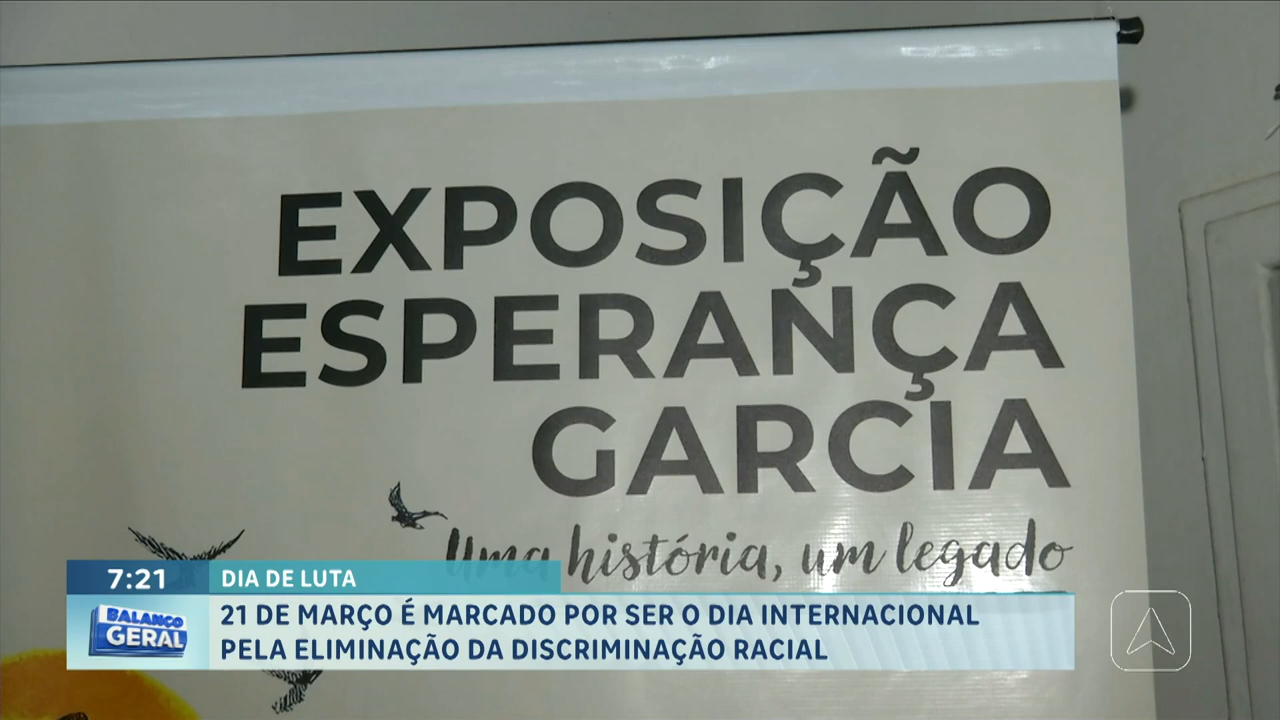 EXPOSIÇÃO
ESPERANÇA
GARCIA
Uma história, um legado
7:21 DIA DE LUTA
BALANÇO GERAL
21 DE MARÇO É MARCADO POR SER O DIA INTERNACIONAL
PELA ELIMINAÇÃO DA DISCRIMINAÇÃO RACIAL